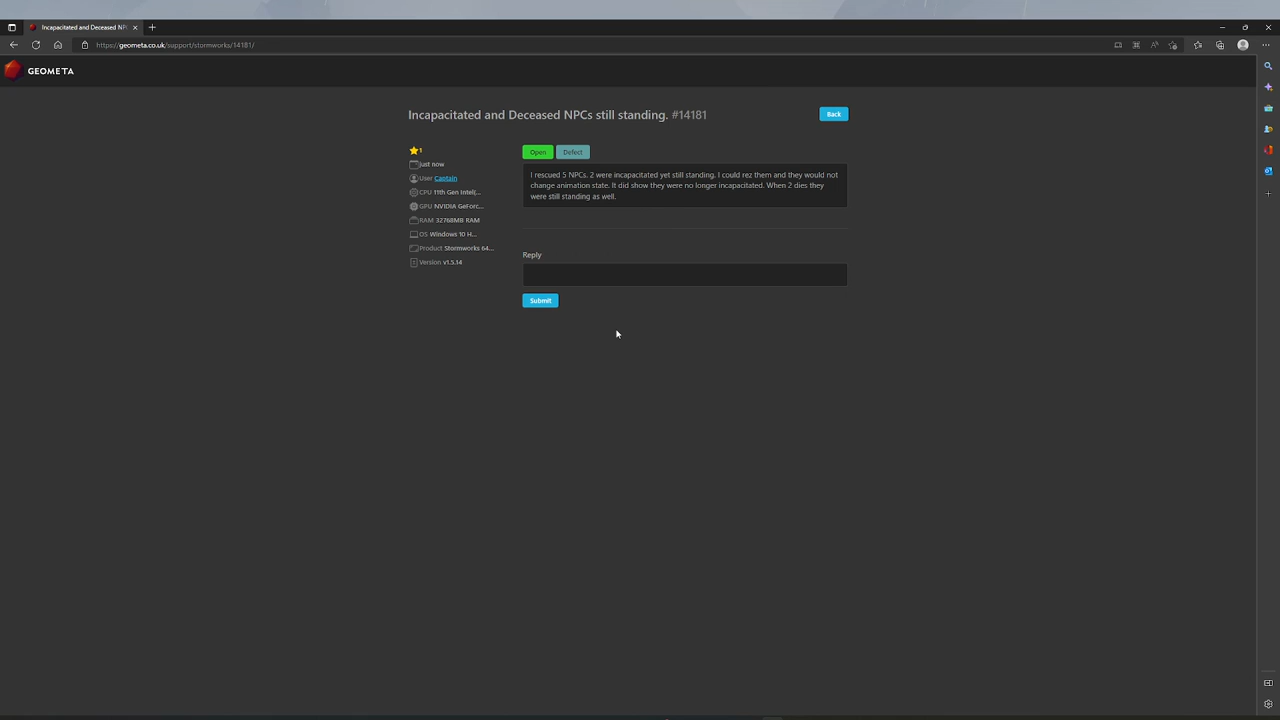 Incapacitated and Deceased NP
https://geometa.co.uk/support/stormworks/14181/
GEOMETA
Incapacitated and Deceased NPCs still standing. #14181
Back
1
just now
User Captain
CPU 11th Gen Intel(...
GPU NVIDIA GeForc...
RAM 32768MB RAM
OS Windows 10 H...
Product Stormworks 64...
Version v1.5.14
Open Defect
I rescued 5 NPCs. 2 were incapacitated yet still standing. I could rez them and they would not
change animation state. It did show they were no longer incapacitated. When 2 dies they
were still standing as well.
Reply
Submit